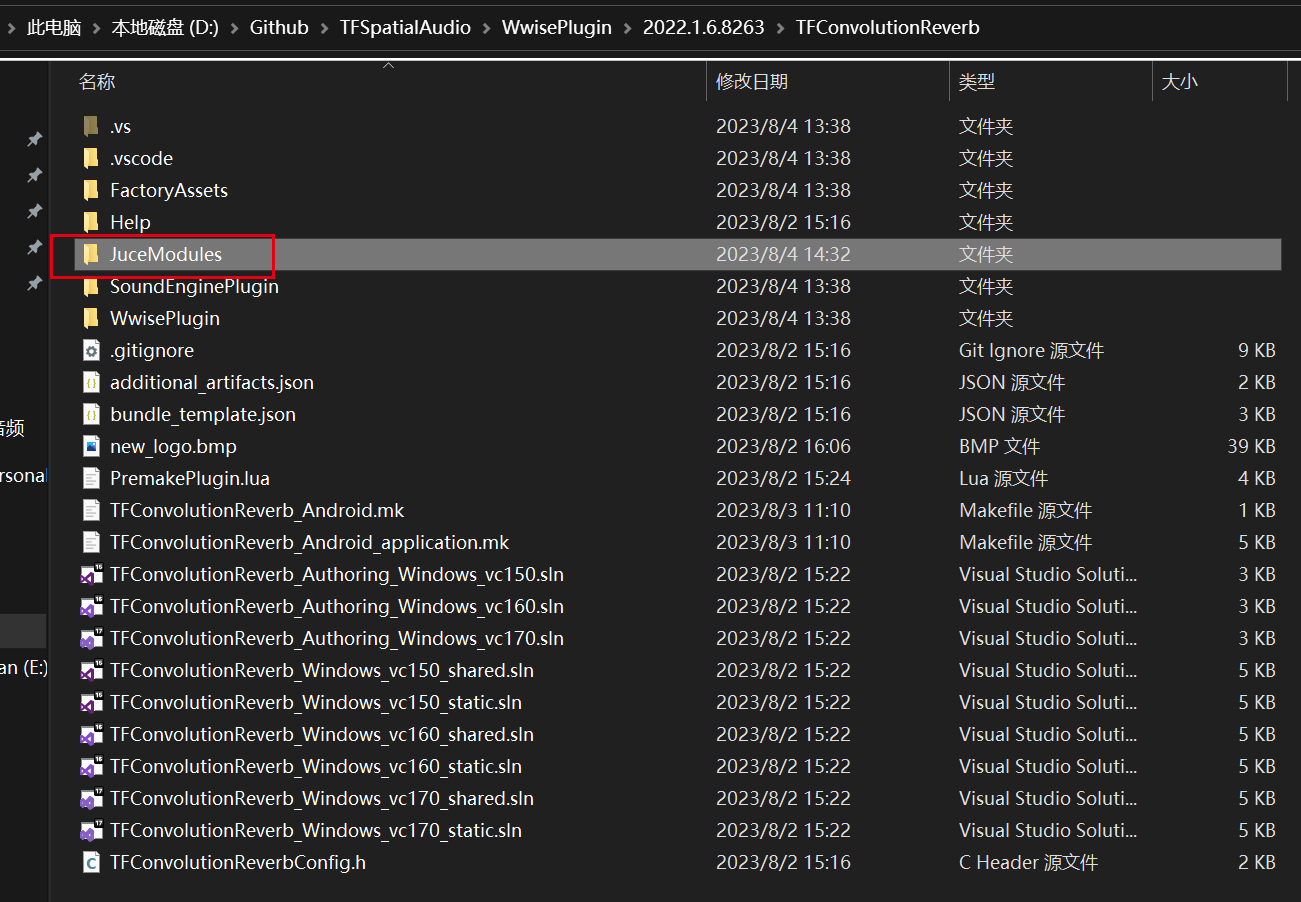 此电脑 本地磁盘 (D:) Github TFSpatialAudio WwisePlugin 2022.1.6.8263 TFConvolutionReverb
名称 修改日期 类型 大小
.vs 2023/8/4 13:38 文件夹
.vscode 2023/8/4 13:38 文件夹
FactoryAssets 2023/8/4 13:38 文件夹
Help 2023/8/2 15:16 文件夹
JuceModules 2023/8/4 14:32 文件夹
SoundEnginePlugin 2023/8/4 13:38 文件夹
WwisePlugin 2023/8/4 13:38 文件夹
.gitignore 2023/8/2 15:16 Git Ignore 源文件 9 KB
additional_artifacts.json 2023/8/2 15:16 JSON 源文件 2 KB
bundle_template.json 2023/8/2 15:16 JSON 源文件 3 KB
音频
new_logo.bmp 2023/8/2 16:06 BMP 文件 39 KB
rsonal
PremakePlugin.lua 2023/8/2 15:24 Lua 源文件 4 KB
TFConvolutionReverb_Android.mk 2023/8/3 11:10 Makefile 源文件 1 KB
TFConvolutionReverb_Android_application.mk 2023/8/3 11:10 Makefile 源文件 5 KB
TFConvolutionReverb_Authoring_Windows_vc150.sln 2023/8/2 15:22 Visual Studio Soluti... 3 KB
TFConvolutionReverb_Authoring_Windows_vc160.sln 2023/8/2 15:22 Visual Studio Soluti... 3 KB
TFConvolutionReverb_Authoring_Windows_vc170.sln 2023/8/2 15:22 Visual Studio Soluti... 3 KB
an (E:)
TFConvolutionReverb_Windows_vc150_shared.sln 2023/8/2 15:22 Visual Studio Soluti... 5 KB
TFConvolutionReverb_Windows_vc150_static.sln 2023/8/2 15:22 Visual Studio Soluti... 5 KB
TFConvolutionReverb_Windows_vc160_shared.sln 2023/8/2 15:22 Visual Studio Soluti... 5 KB
TFConvolutionReverb_Windows_vc160_static.sln 2023/8/2 15:22 Visual Studio Soluti... 5 KB
TFConvolutionReverb_Windows_vc170_shared.sln 2023/8/2 15:22 Visual Studio Soluti... 5 KB
TFConvolutionReverb_Windows_vc170_static.sln 2023/8/2 15:22 Visual Studio Soluti... 5 KB
TFConvolutionReverbConfig.h 2023/8/2 15:16 C Header 源文件 2 KB